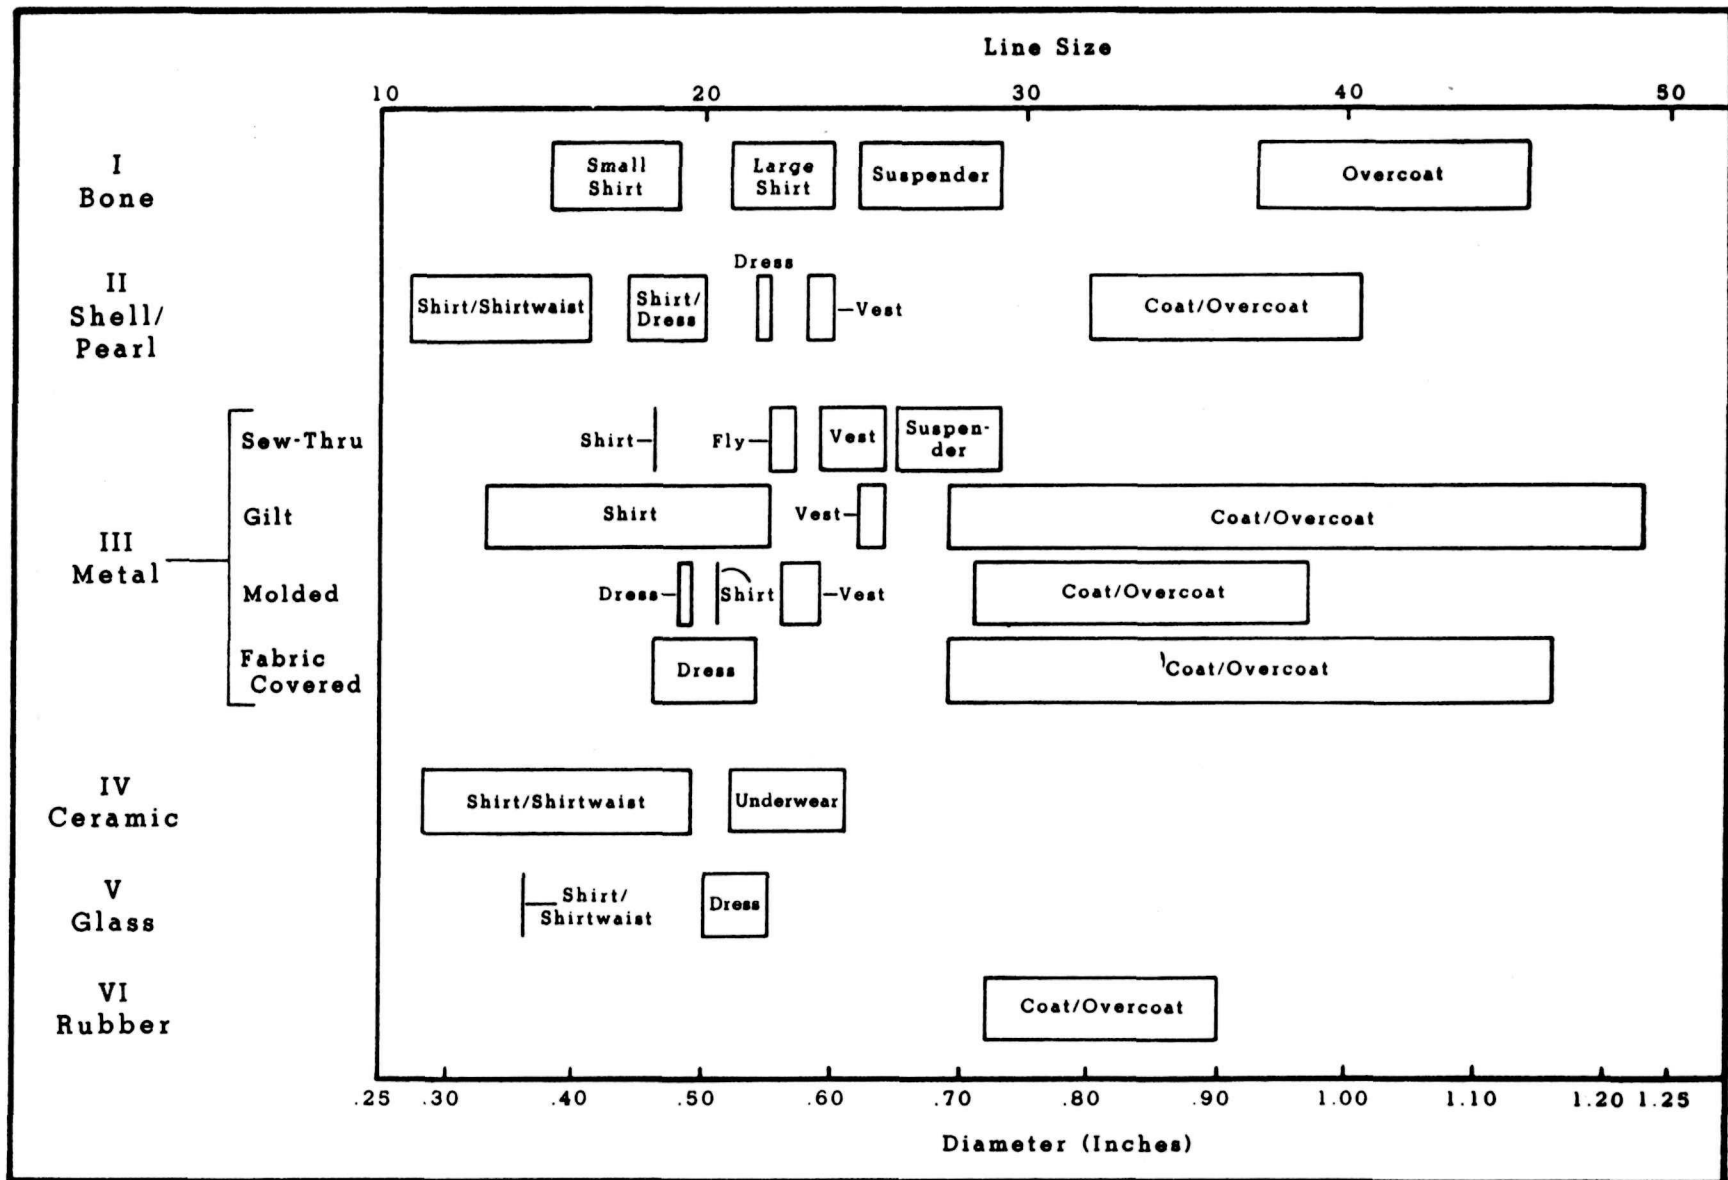 Line Size
10 20 30 40 50
I
Bone
Small
Shirt
Large
Shirt
Suspender
Overcoat
II
Shell/
Pearl
Shirt/Shirtwaist
Shirt/
Dress
Dress
Vest
Coat/Overcoat
III
Metal
Sew-Thru
Shirt
Fly
Vest
Suspen-
der
Gilt
Shirt
Vest
Coat/Overcoat
Molded
Dress
Shirt
Vest
Coat/Overcoat
Fabric
Covered
Dress
Coat/Overcoat
IV
Ceramic
Shirt/Shirtwaist
Underwear
V
Glass
Shirt/
Shirtwaist
Dress
VI
Rubber
Coat/Overcoat
.25 .30 .40 .50 .60 .70 .80 .90 1.00 1.10 1.20 1.25
Diameter (Inches)